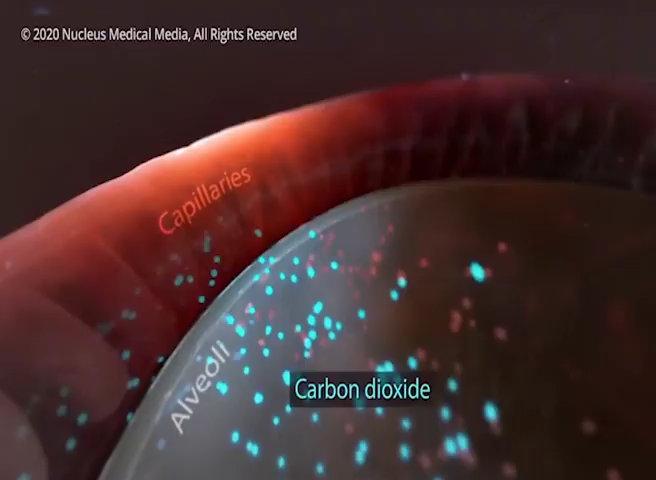 © 2020 Nucleus Medical Media, All Rights Reserved
Capillaries
Alveoli
Carbon dioxide